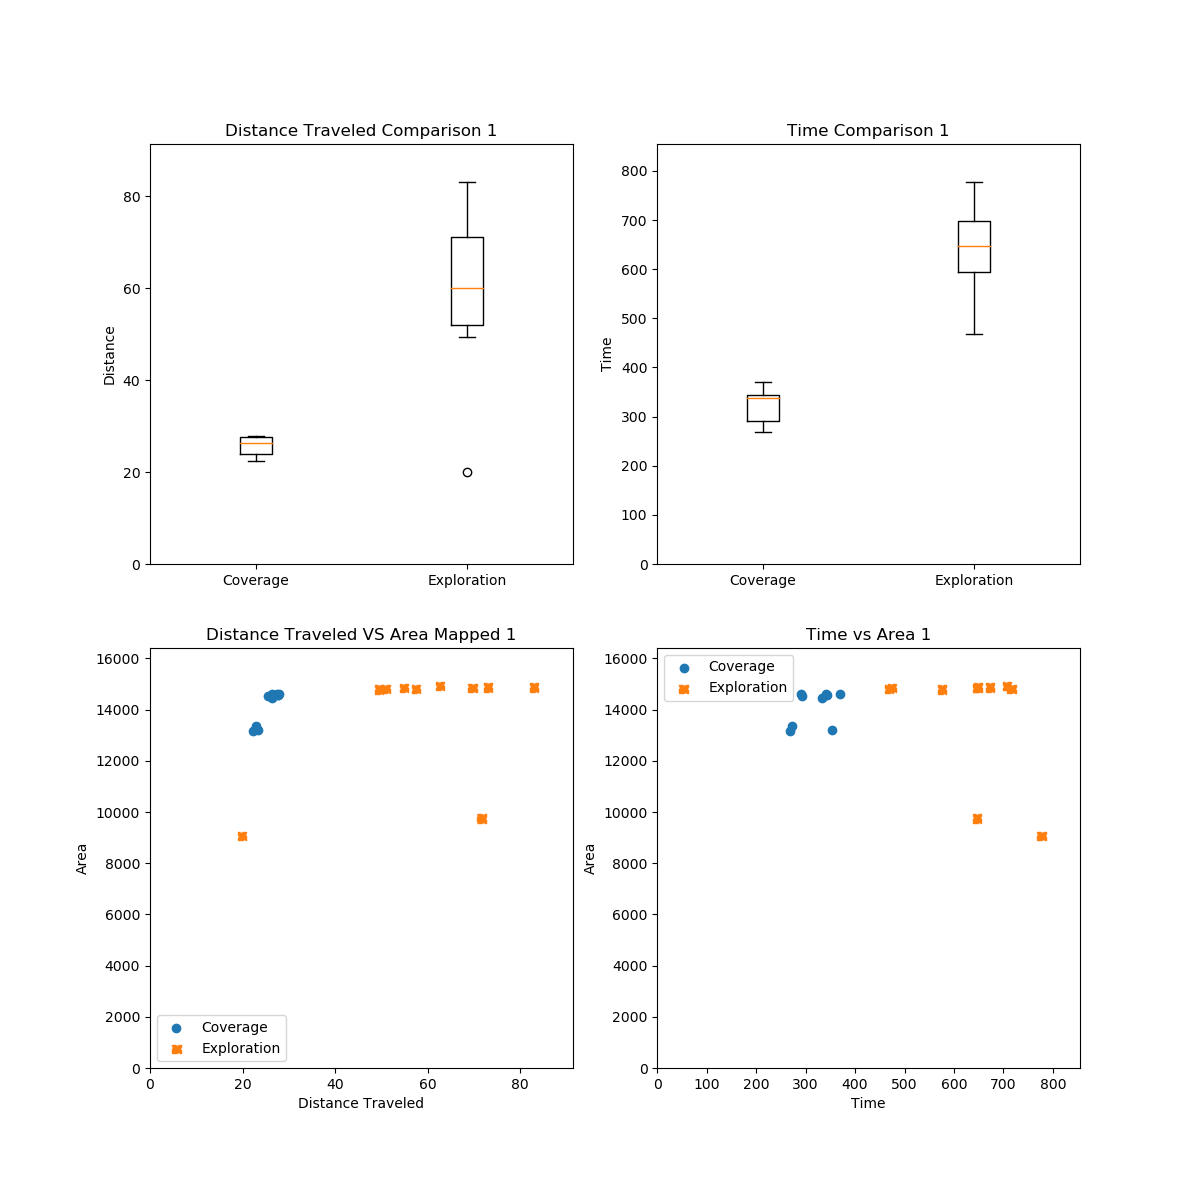 Distance Traveled Comparison 1
Distance
80
60
40
20
0
Coverage Exploration
Time Comparison 1
Time
800
700
600
500
400
300
200
100
0
Coverage Exploration
Distance Traveled VS Area Mapped 1
Area
16000
14000
12000
10000
8000
6000
4000
2000
0
Coverage
Exploration
0 20 40 60 80
Distance Traveled
Time vs Area 1
Area
16000
14000
12000
10000
8000
6000
4000
2000
0
Coverage
Exploration
0 100 200 300 400 500 600 700 800
Time